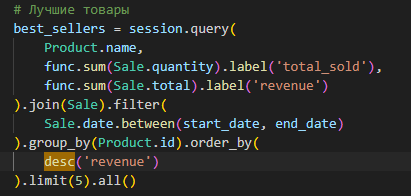 # Лучшие товары
best_sellers = session.query(
    Product.name,
    func.sum(Sale.quantity).label('total_sold'),
    func.sum(Sale.total).label('revenue')
).join(Sale).filter(
    Sale.date.between(start_date, end_date)
).group_by(Product.id).order_by(
    desc('revenue')
).limit(5).all()